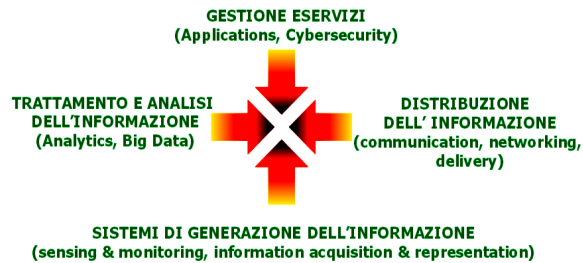 GESTIONE ESERVIZI
(Applications, Cybersecurity)
TRATTAMENTO E ANALISI
DELL'INFORMAZIONE
(Analytics, Big Data)
DISTRIBUZIONE
DELL' INFORMAZIONE
(communication, networking,
delivery)
SISTEMI DI GENERAZIONE DELL'INFORMAZIONE
(sensing & monitoring, information acquisition & representation)